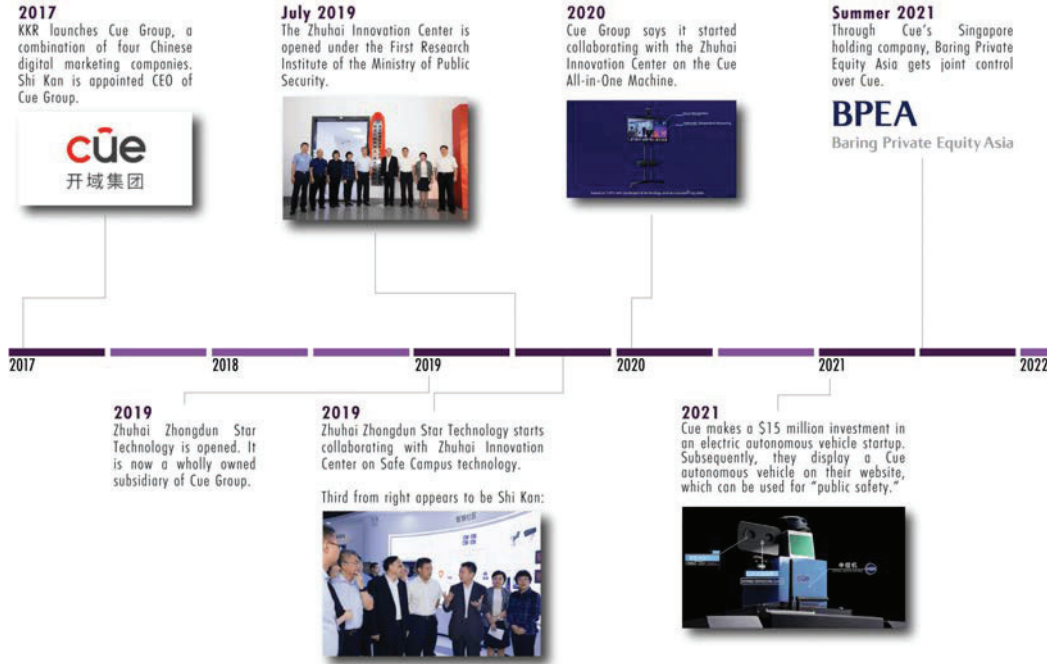 2017
KKR launches Cue Group, a
combination of four Chinese
digital marketing companies.
Shi Kan is appointed CEO of
Cue Group.
cue
开域集团
July 2019
The Zhuhai Innovation Center is
opened under the First Research
Institute of the Ministry of Public
Security.
2020
Cue Group says it started
collaborating with the Zhuhai
Innovation Center on the Cue
All-in-One Machine.
Summer 2021
Through Cue's Singapore
holding company, Baring Private
Equity Asia gets joint control
over Cue.
BPEA
Baring Private Equity Asia
2017
2018
2019
2020
2021
2022
2019
Zhuhai Zhongdun Star
Technology is opened. It
is now a wholly owned
subsidiary of Cue Group.
2019
Zhuhai Zhongdun Star Technology starts
collaborating with Zhuhai Innovation
Center on Safe Campus technology.
Third from right appears to be Shi Kan:
2021
Cue makes a $15 million investment in
an electric autonomous vehicle startup.
Subsequently, they display a Cue
autonomous vehicle on their website,
which can be used for "public safety."